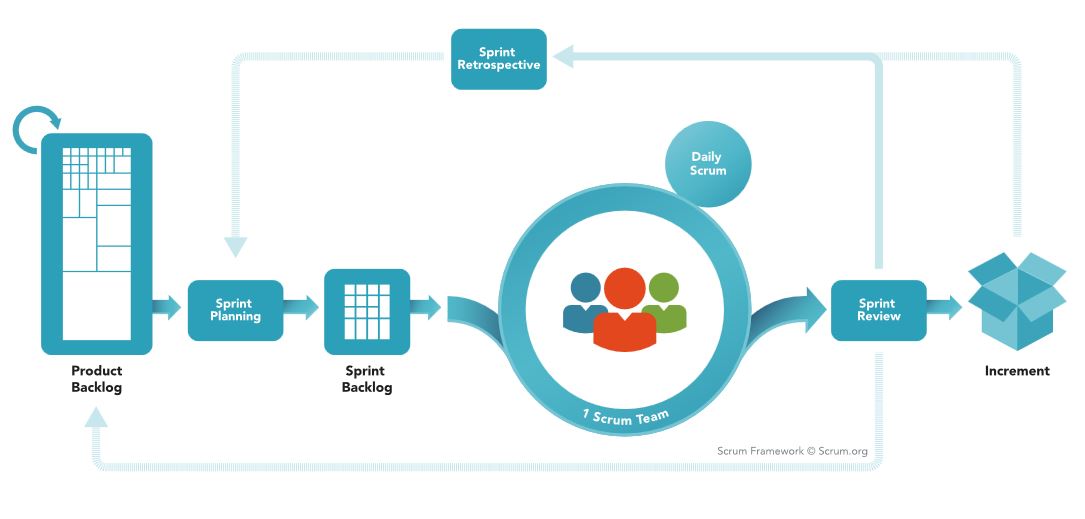 Sprint
Retrospective
Daily
Scrum
Sprint
Planning
Sprint
Review
Product
Backlog
Sprint
Backlog
Increment
1 Scrum Team
Scrum Framework © Scrum.org